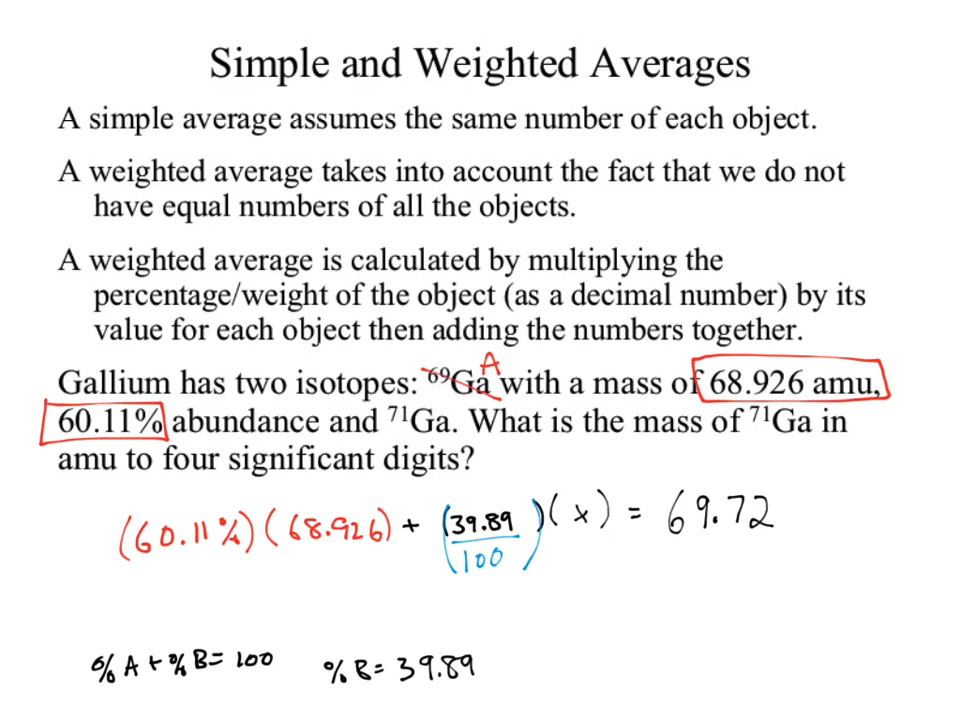 Simple and Weighted Averages
A simple average assumes the same number of each object.
A weighted average takes into account the fact that we do not
have equal numbers of all the objects.
A weighted average is calculated by multiplying the
percentage/weight of the object (as a decimal number) by its
value for each object then adding the numbers together.
A
Gallium has two isotopes: ⁶⁹Ga with a mass of 68.926 amu,
60.11% abundance and ⁷¹Ga. What is the mass of ⁷¹Ga in
amu to four significant digits?
(60.11%)(68.926) + (39.89/100)(x) = 69.72
% A + % B = 100 % B = 39.89